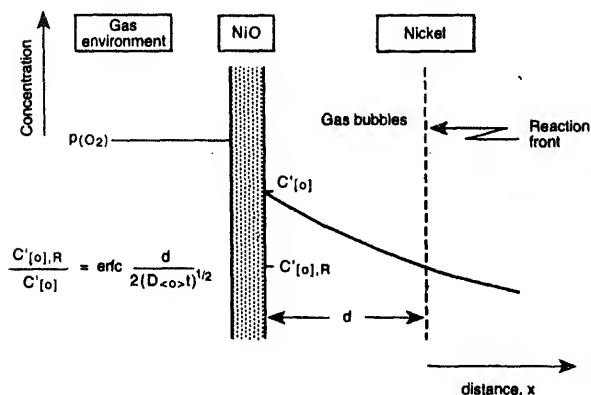 Gas
environment
NiO
Nickel
Concentration
p(O₂)
Gas bubbles
Reaction
front
C'[o]
C'[o],R / C'[o] = erfc d / 2(D<o>t)^1/2
C'[o],R
d
distance, x